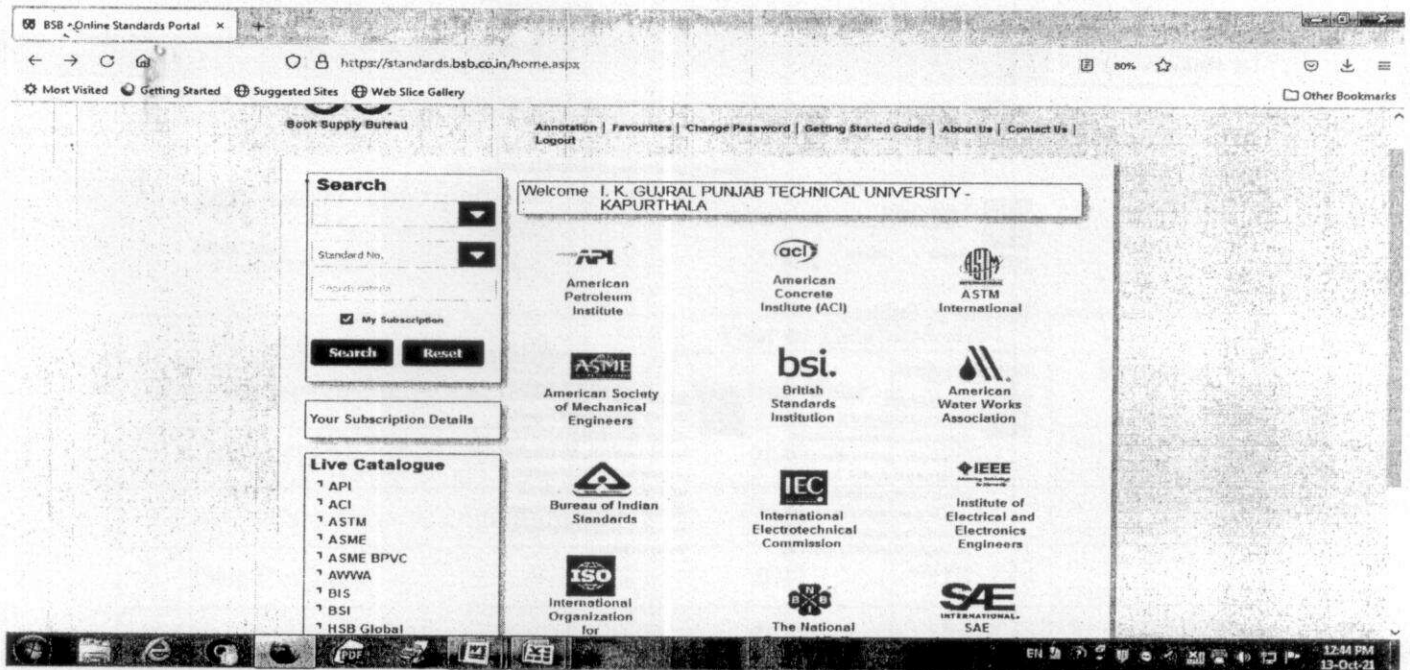 BSB - Online Standards Portal
https://standards.bsb.co.in/home.aspx
80%
Most Visited
Getting Started
Suggested Sites
Web Slice Gallery
Other Bookmarks
Book Supply Bureau
Annotation | Favourites | Change Password | Getting Started Guide | About Us | Contact Us |
Logout
Search
Standard No.
My Subscription
Search
Reset
Your Subscription Details
Live Catalogue
API
ACI
ASTM
ASME
ASME BPVC
AWWA
BIS
BSI
HSB Global
Welcome I. K. GUJRAL PUNJAB TECHNICAL UNIVERSITY -
KAPURTHALA
API
American
Petroleum
Institute
aci
American
Concrete
Institute (ACI)
ASTM
INTERNATIONAL
ASTM
International
ASME
American Society
of Mechanical
Engineers
bsi.
British
Standards
Institution
American
Water Works
Association
Bureau of Indian
Standards
IEC
International
Electrotechnical
Commission
IEEE
Institute of
Electrical and
Electronics
Engineers
ISO
International
Organization
for
N
B B
I
The National
SAE
INTERNATIONAL
SAE
PDF
EN
12:44 PM
13-Oct-21